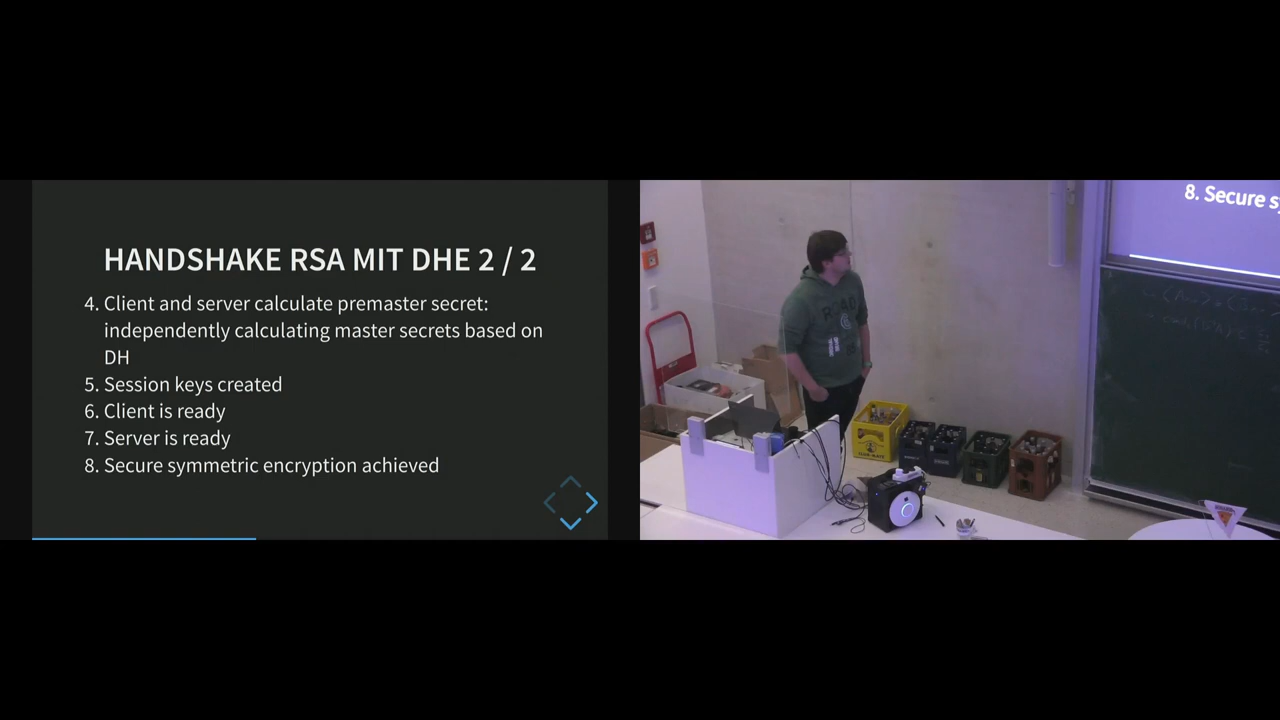 HANDSHAKE RSA MIT DHE 2 / 2
4. Client and server calculate premaster secret:
independently calculating master secrets based on
DH
5. Session keys created
6. Client is ready
7. Server is ready
8. Secure symmetric encryption achieved
8. Secure s